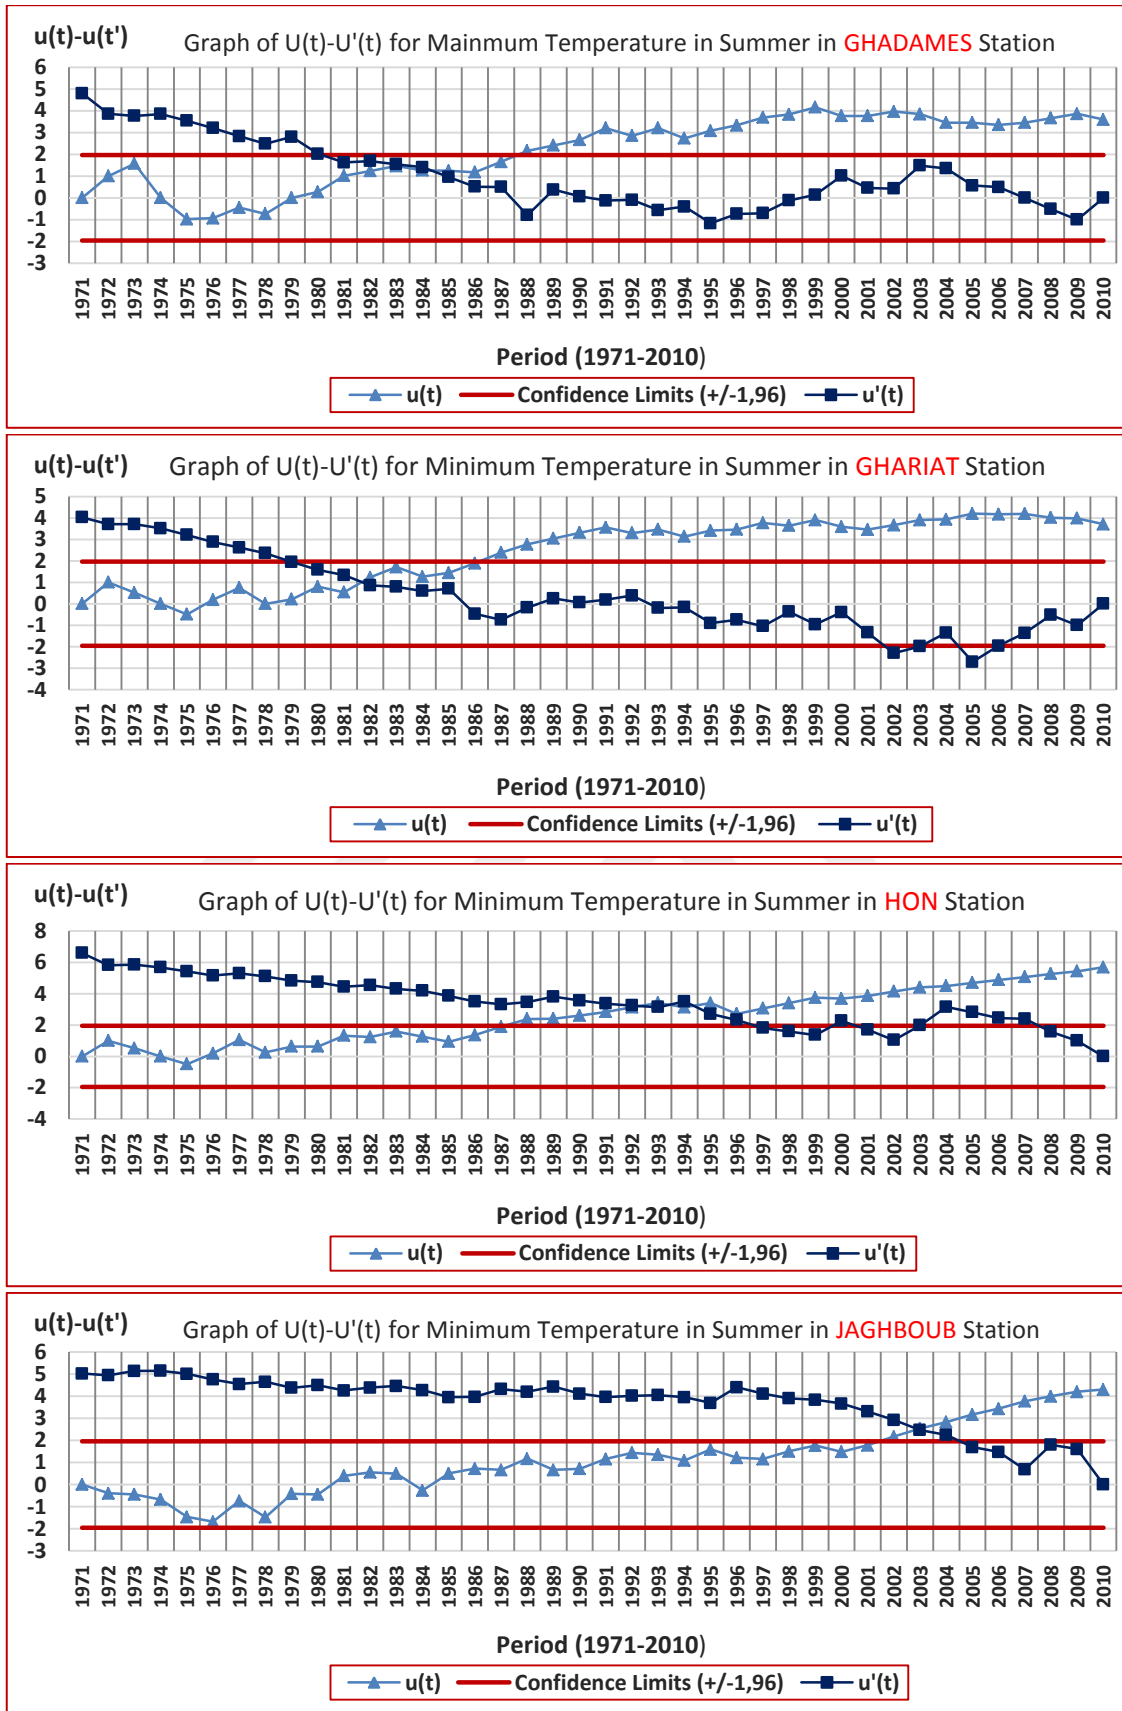 u(t)-u(t')
Graph of U(t)-U'(t) for Mainmum Temperature in Summer in GHADAMES Station
6
5
4
3
2
1
0
-1
-2
-3
1971 1972 1973 1974 1975 1976 1977 1978 1979 1980 1981 1982 1983 1984 1985 1986 1987 1988 1989 1990 1991 1992 1993 1994 1995 1996 1997 1998 1999 2000 2001 2002 2003 2004 2005 2006 2007 2008 2009 2010
Period (1971-2010)
u(t) Confidence Limits (+/-1,96) u'(t)
u(t)-u(t')
Graph of U(t)-U'(t) for Minimum Temperature in Summer in GHARIAT Station
5
4
3
2
1
0
-1
-2
-3
-4
1971 1972 1973 1974 1975 1976 1977 1978 1979 1980 1981 1982 1983 1984 1985 1986 1987 1988 1989 1990 1991 1992 1993 1994 1995 1996 1997 1998 1999 2000 2001 2002 2003 2004 2005 2006 2007 2008 2009 2010
Period (1971-2010)
u(t) Confidence Limits (+/-1,96) u'(t)
u(t)-u(t')
Graph of U(t)-U'(t) for Minimum Temperature in Summer in HON Station
8
6
4
2
0
-2
-4
1971 1972 1973 1974 1975 1976 1977 1978 1979 1980 1981 1982 1983 1984 1985 1986 1987 1988 1989 1990 1991 1992 1993 1994 1995 1996 1997 1998 1999 2000 2001 2002 2003 2004 2005 2006 2007 2008 2009 2010
Period (1971-2010)
u(t) Confidence Limits (+/-1,96) u'(t)
u(t)-u(t')
Graph of U(t)-U'(t) for Minimum Temperature in Summer in JAGHBOUB Station
6
5
4
3
2
1
0
-1
-2
-3
1971 1972 1973 1974 1975 1976 1977 1978 1979 1980 1981 1982 1983 1984 1985 1986 1987 1988 1989 1990 1991 1992 1993 1994 1995 1996 1997 1998 1999 2000 2001 2002 2003 2004 2005 2006 2007 2008 2009 2010
Period (1971-2010)
u(t) Confidence Limits (+/-1,96) u'(t)